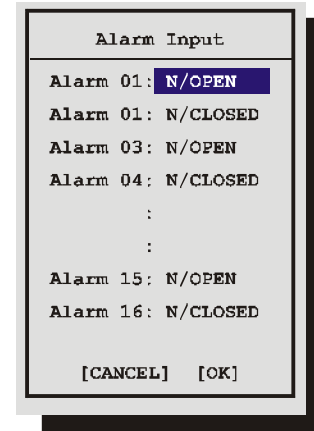 Alarm Input
Alarm 01: N/OPEN
Alarm 01: N/CLOSED
Alarm 03: N/OPEN
Alarm 04: N/CLOSED
:
:
Alarm 15: N/OPEN
Alarm 16: N/CLOSED
[CANCEL] [OK]